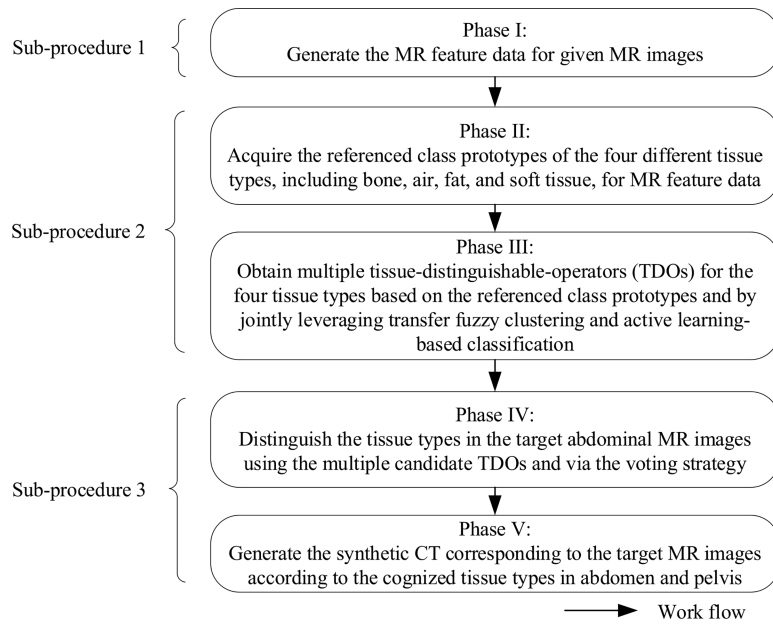 Sub-procedure 1
Phase I:
Generate the MR feature data for given MR images
Sub-procedure 2
Phase II:
Acquire the referenced class prototypes of the four different tissue
types, including bone, air, fat, and soft tissue, for MR feature data
Phase III:
Obtain multiple tissue-distinguishable-operators (TDOs) for the
four tissue types based on the referenced class prototypes and by
jointly leveraging transfer fuzzy clustering and active learning-
based classification
Sub-procedure 3
Phase IV:
Distinguish the tissue types in the target abdominal MR images
using the multiple candidate TDOs and via the voting strategy
Phase V:
Generate the synthetic CT corresponding to the target MR images
according to the cognized tissue types in abdomen and pelvis
Work flow